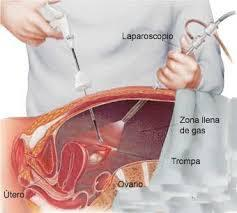 Laparoscopio
Zona llena
de gas
Trompa
Ovario
Útero